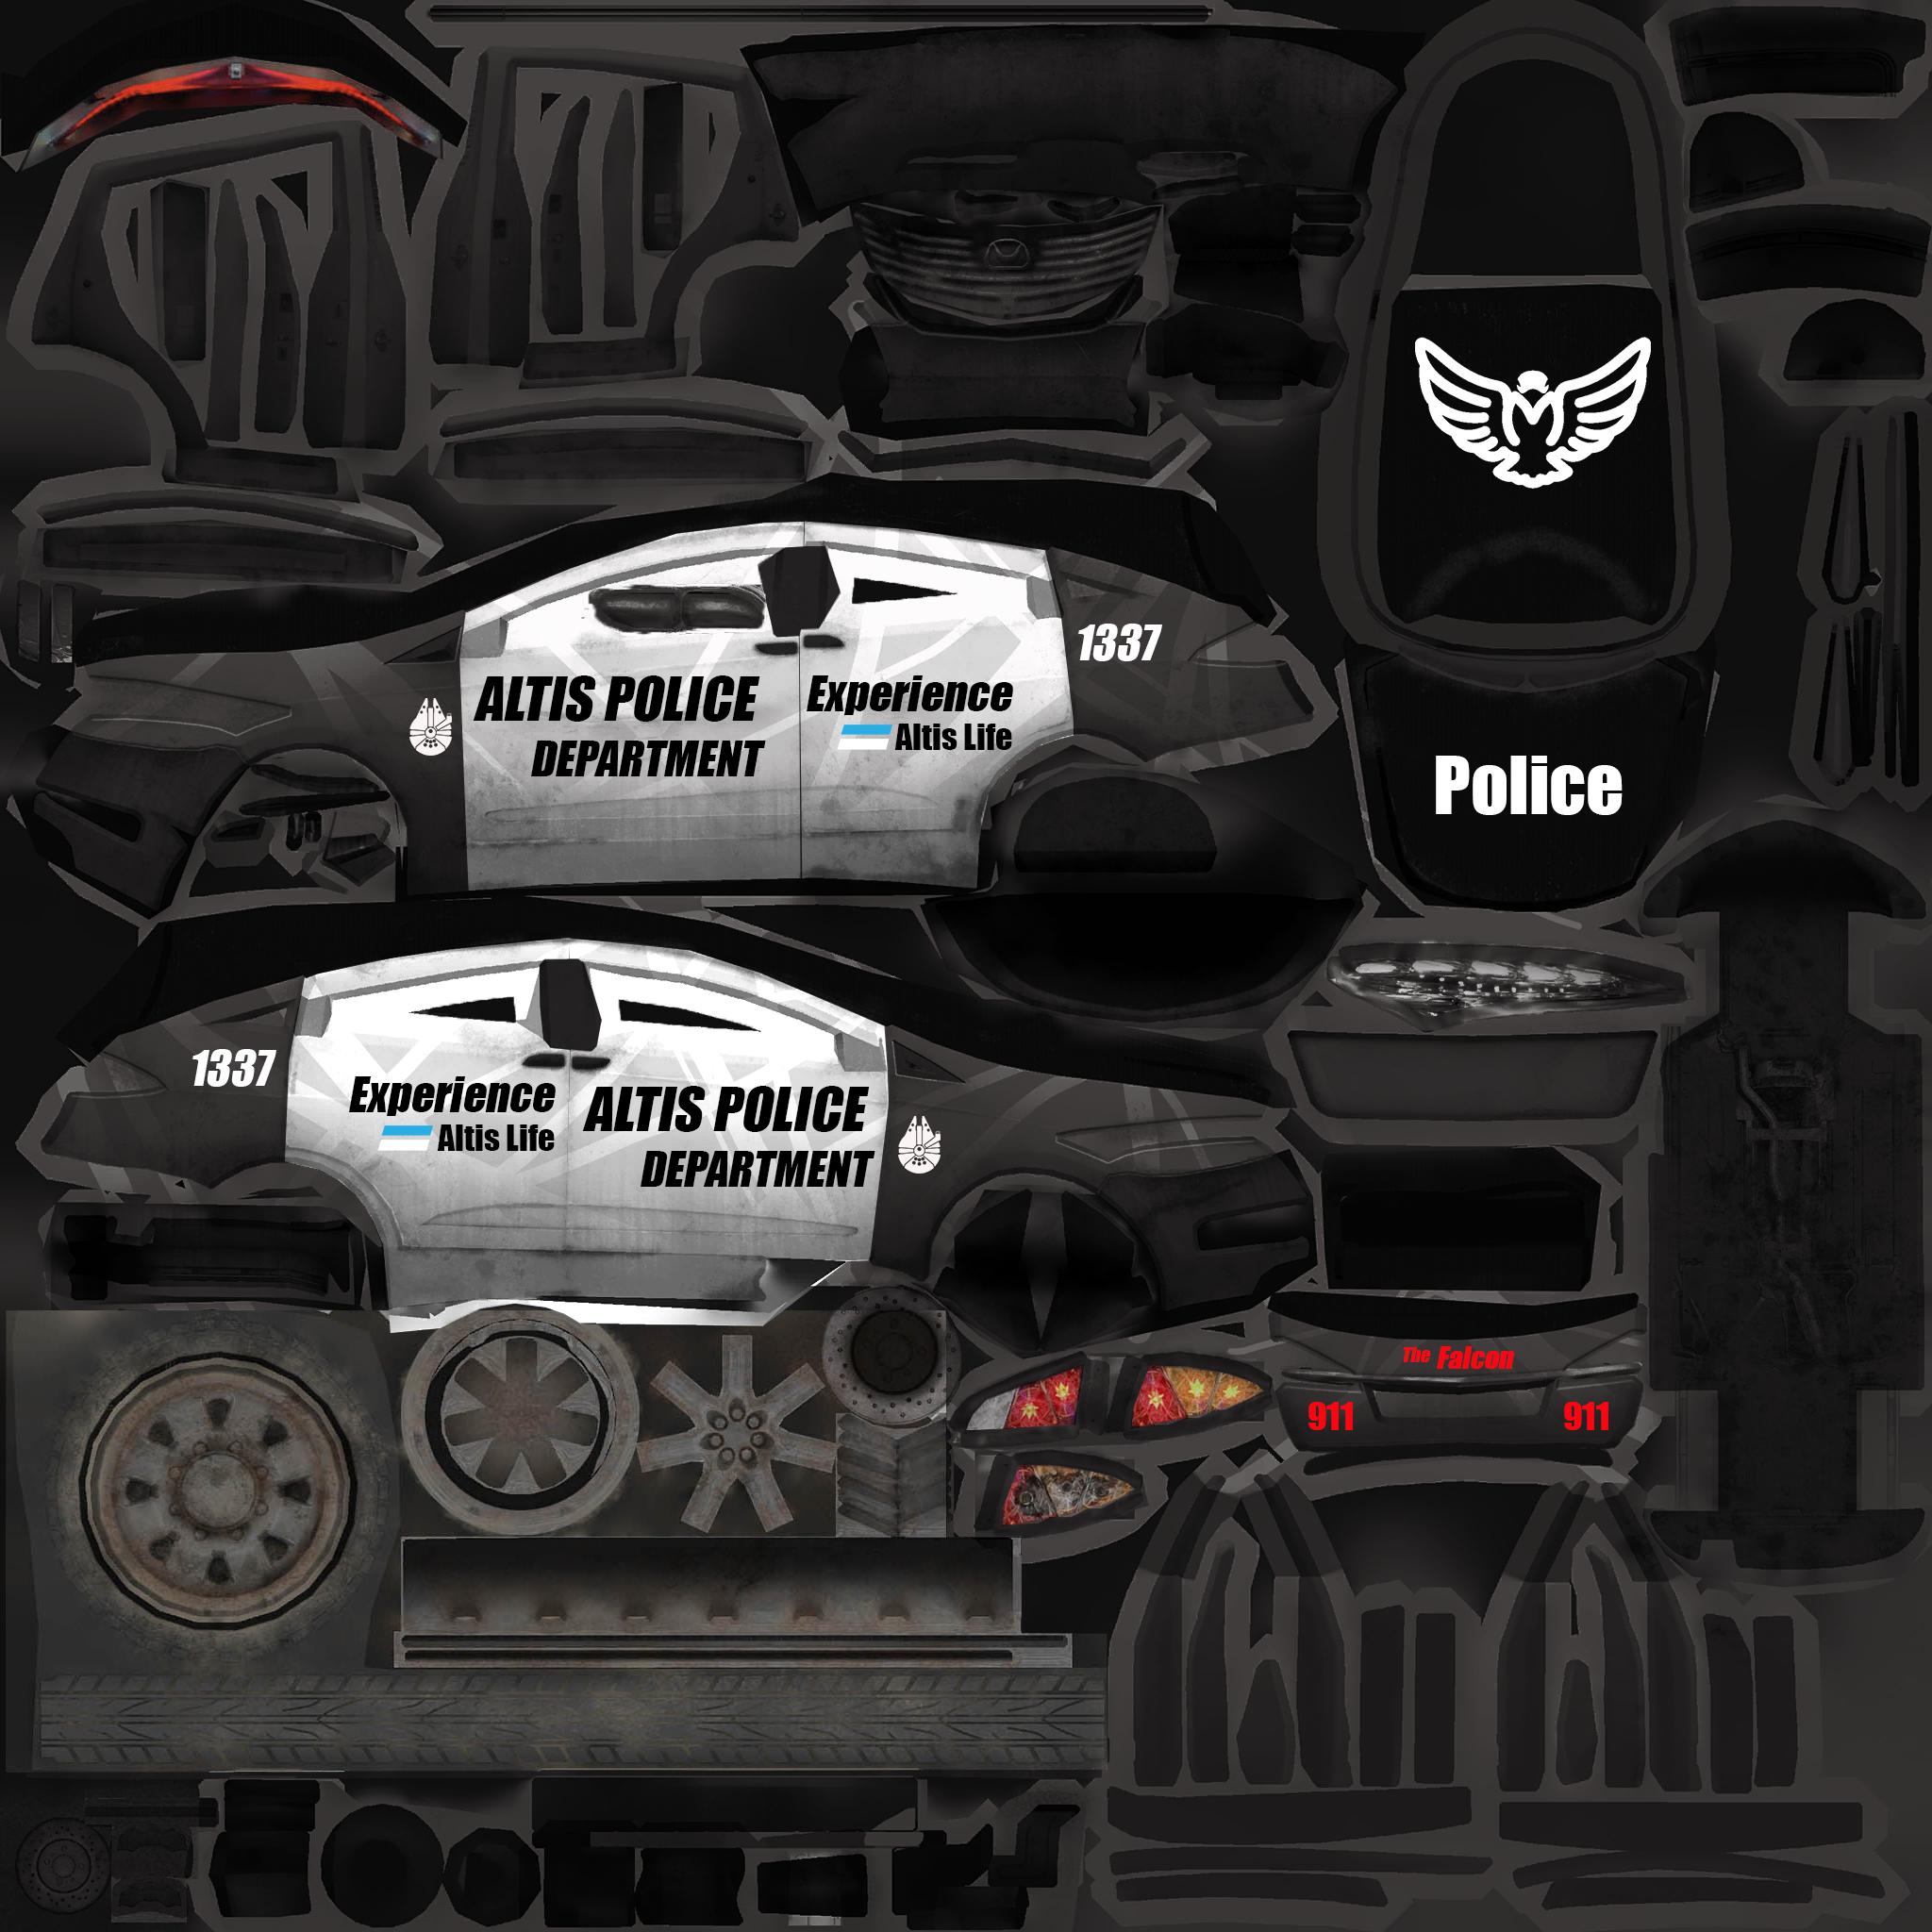 1337
ALTIS POLICE
DEPARTMENT
Experience
Altis Life
Police
1337
Experience
Altis Life
ALTIS POLICE
DEPARTMENT
The Falcon
911
911